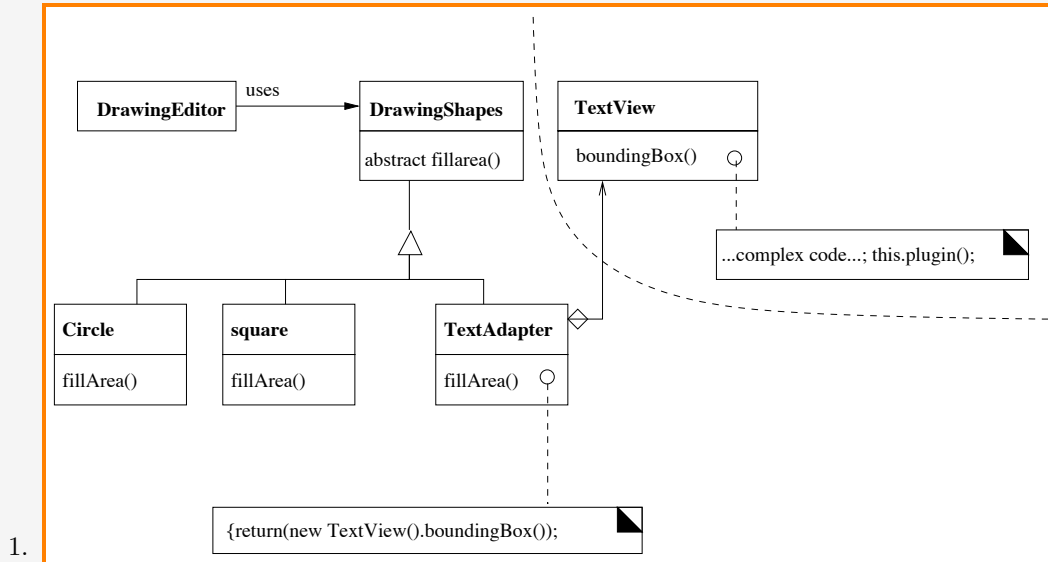 uses
DrawingEditor
DrawingShapes
TextView
abstract fillarea()
boundingBox()
...complex code...; this.plugin();
Circle
square
TextAdapter
fillArea()
fillArea()
fillArea()
{return(new TextView().boundingBox());
1.